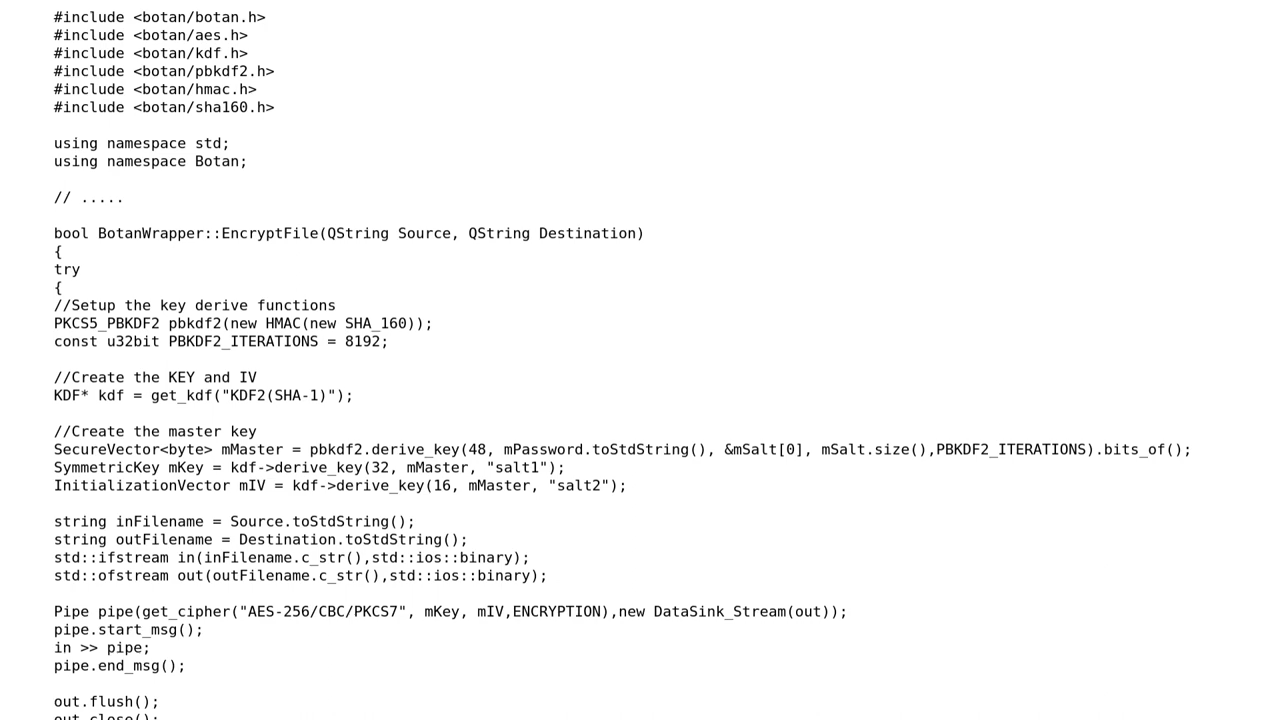 #include <botan/botan.h>
#include <botan/aes.h>
#include <botan/kdf.h>
#include <botan/pbkdf2.h>
#include <botan/hmac.h>
#include <botan/sha160.h>
using namespace std;
using namespace Botan;
// .....
bool BotanWrapper::EncryptFile(QString Source, QString Destination)
{
try
{
//Setup the key derive functions
PKCS5_PBKDF2 pbkdf2(new HMAC(new SHA_160));
const u32bit PBKDF2_ITERATIONS = 8192;
//Create the KEY and IV
KDF* kdf = get_kdf("KDF2(SHA-1)");
//Create the master key
SecureVector<byte> mMaster = pbkdf2.derive_key(48, mPassword.toStdString(), &mSalt[0], mSalt.size(),PBKDF2_ITERATIONS).bits_of();
SymmetricKey mKey = kdf->derive_key(32, mMaster, "salt1");
InitializationVector mIV = kdf->derive_key(16, mMaster, "salt2");
string inFilename = Source.toStdString();
string outFilename = Destination.toStdString();
std::ifstream in(inFilename.c_str(),std::ios::binary);
std::ofstream out(outFilename.c_str(),std::ios::binary);
Pipe pipe(get_cipher("AES-256/CBC/PKCS7", mKey, mIV,ENCRYPTION),new DataSink_Stream(out));
pipe.start_msg();
in >> pipe;
pipe.end_msg();
out.flush();
out.close();